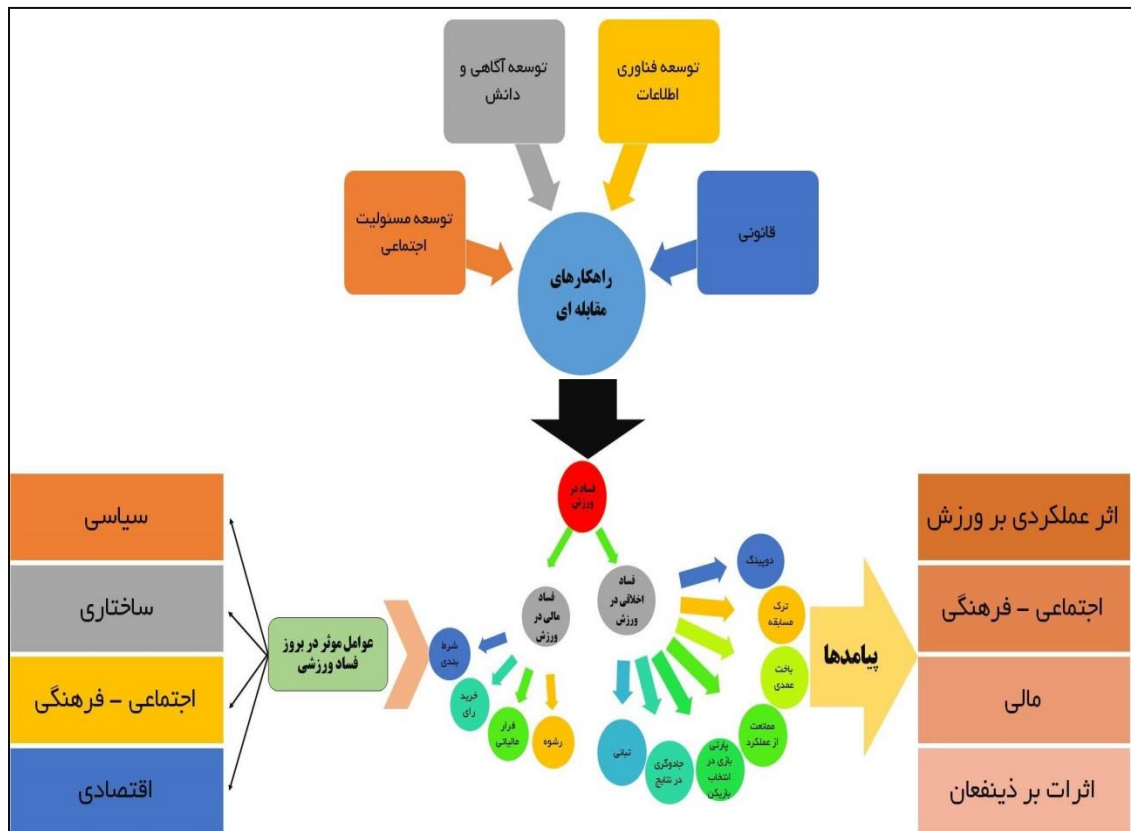 توسعه آگاهی و
دانش
توسعه فناوری
اطلاعات
توسعه مسئولیت
اجتماعی
قانونی
راهکارهای
مقابله ای
فساد در
ورزش
فساد
مالی در
ورزش
فساد
اخلاقی در
ورزش
شرط
بندی
خرید
رای
فرار
مالیاتی
رشوه
دوپینگ
ترک
مسابقه
باخت
عمدی
ممانعت
از عملکرد
پارتی
بازی در
انتخاب
بازیکن
جادوگری
در نتایج
تبانی
عوامل موثر در بروز
فساد ورزشی
سیاسی
ساختاری
اجتماعی - فرهنگی
اقتصادی
پیامدها
اثر عملکردی بر ورزش
اجتماعی - فرهنگی
مالی
اثرات بر ذینفعان